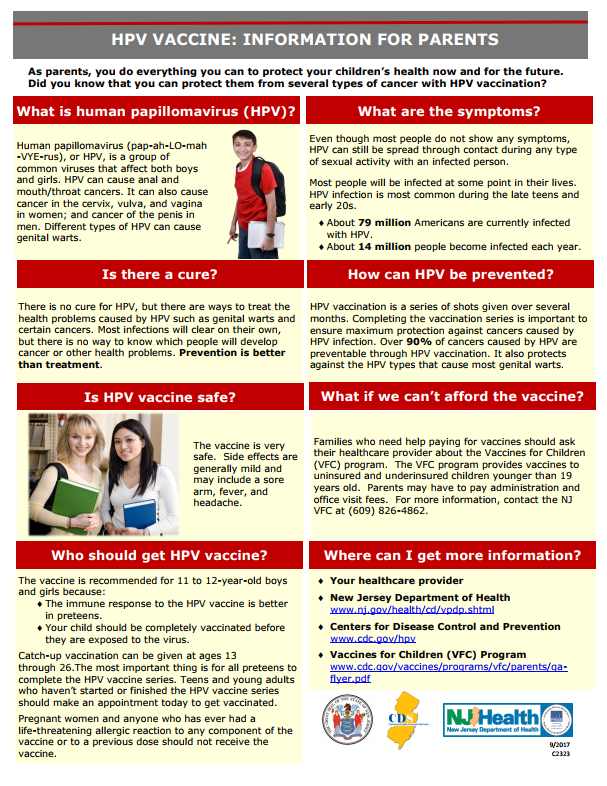 HPV VACCINE: INFORMATION FOR PARENTS
As parents, you do everything you can to protect your children's health now and for the future.
Did you know that you can protect them from several types of cancer with HPV vaccination?
What is human papillomavirus (HPV)?
Human papillomavirus (pap-ah-LO-mah
-VYE-rus), or HPV, is a group of
common viruses that affect both boys
and girls. HPV can cause anal and
mouth/throat cancers. It can also cause
cancer in the cervix, vulva, and vagina
in women; and cancer of the penis in
men. Different types of HPV can cause
genital warts.
What are the symptoms?
Even though most people do not show any symptoms,
HPV can still be spread through contact during any type
of sexual activity with an infected person.
Most people will be infected at some point in their lives.
HPV infection is most common during the late teens and
early 20s.
♦ About 79 million Americans are currently infected
with HPV.
♦ About 14 million people become infected each year.
Is there a cure?
There is no cure for HPV, but there are ways to treat the
health problems caused by HPV such as genital warts and
certain cancers. Most infections will clear on their own,
but there is no way to know which people will develop
cancer or other health problems. Prevention is better
than treatment.
How can HPV be prevented?
HPV vaccination is a series of shots given over several
months. Completing the vaccination series is important to
ensure maximum protection against cancers caused by
HPV infection. Over 90% of cancers caused by HPV are
preventable through HPV vaccination. It also protects
against the HPV types that cause most genital warts.
Is HPV vaccine safe?
The vaccine is very
safe. Side effects are
generally mild and
may include a sore
arm, fever, and
headache.
What if we can't afford the vaccine?
Families who need help paying for vaccines should ask
their healthcare provider about the Vaccines for Children
(VFC) program. The VFC program provides vaccines to
uninsured and underinsured children younger than 19
years old. Parents may have to pay administration and
office visit fees. For more information, contact the NJ
VFC at (609) 826-4862.
Who should get HPV vaccine?
The vaccine is recommended for 11 to 12-year-old boys
and girls because:
♦ The immune response to the HPV vaccine is better
in preteens.
♦ Your child should be completely vaccinated before
they are exposed to the virus.
Catch-up vaccination can be given at ages 13
through 26.The most important thing is for all preteens to
complete the HPV vaccine series. Teens and young adults
who haven't started or finished the HPV vaccine series
should make an appointment today to get vaccinated.
Pregnant women and anyone who has ever had a
life-threatening allergic reaction to any component of the
vaccine or to a previous dose should not receive the
vaccine.
Where can I get more information?
♦ Your healthcare provider
♦ New Jersey Department of Health
www.nj.gov/health/cd/vpdp.shtml
♦ Centers for Disease Control and Prevention
www.cdc.gov/hpv
♦ Vaccines for Children (VFC) Program
www.cdc.gov/vaccines/programs/vfc/parents/qa-
flyer.pdf
CDS
NJHealth
New Jersey Department of Health
9/2017
C2323